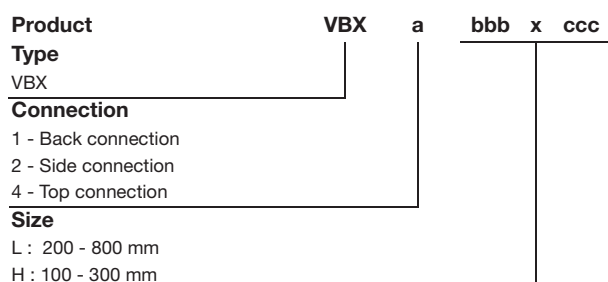 Product VBX a bbb x ccc
Type
VBX
Connection
1 - Back connection
2 - Side connection
4 - Top connection
Size
L : 200 - 800 mm
H : 100 - 300 mm